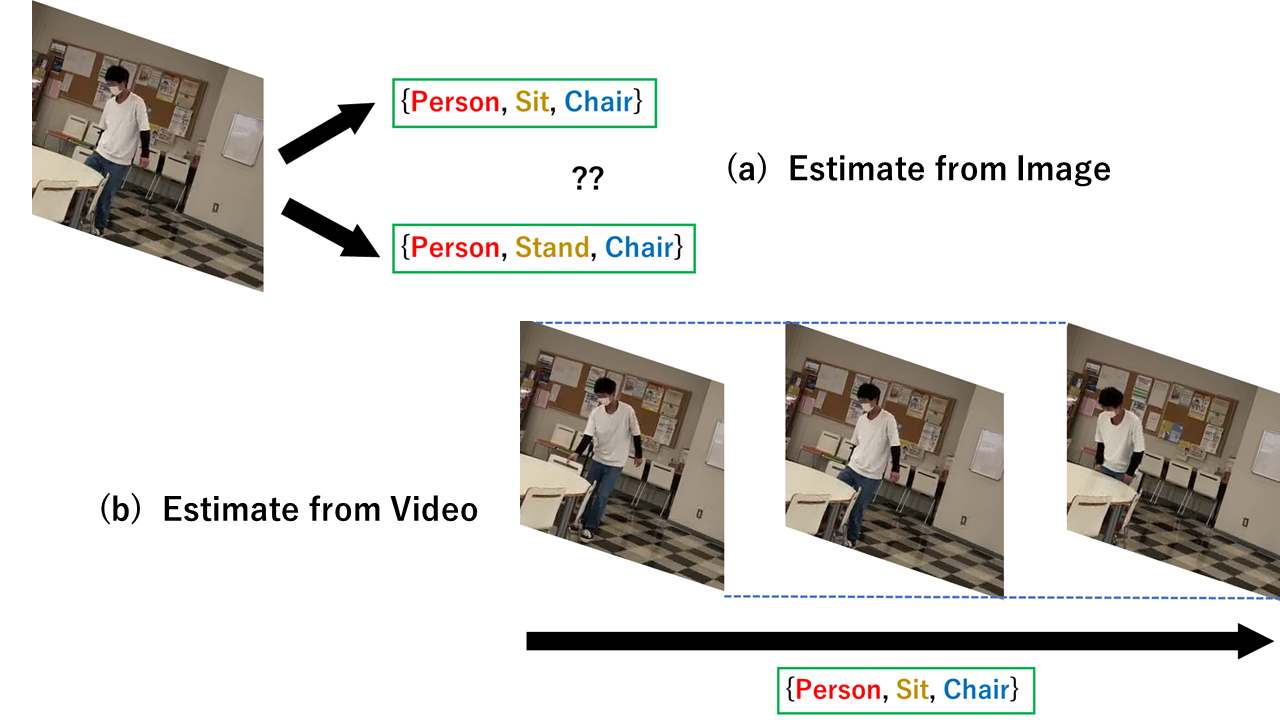 {Person, Sit, Chair}
??
(a) Estimate from Image
{Person, Stand, Chair}
(b) Estimate from Video
{Person, Sit, Chair}